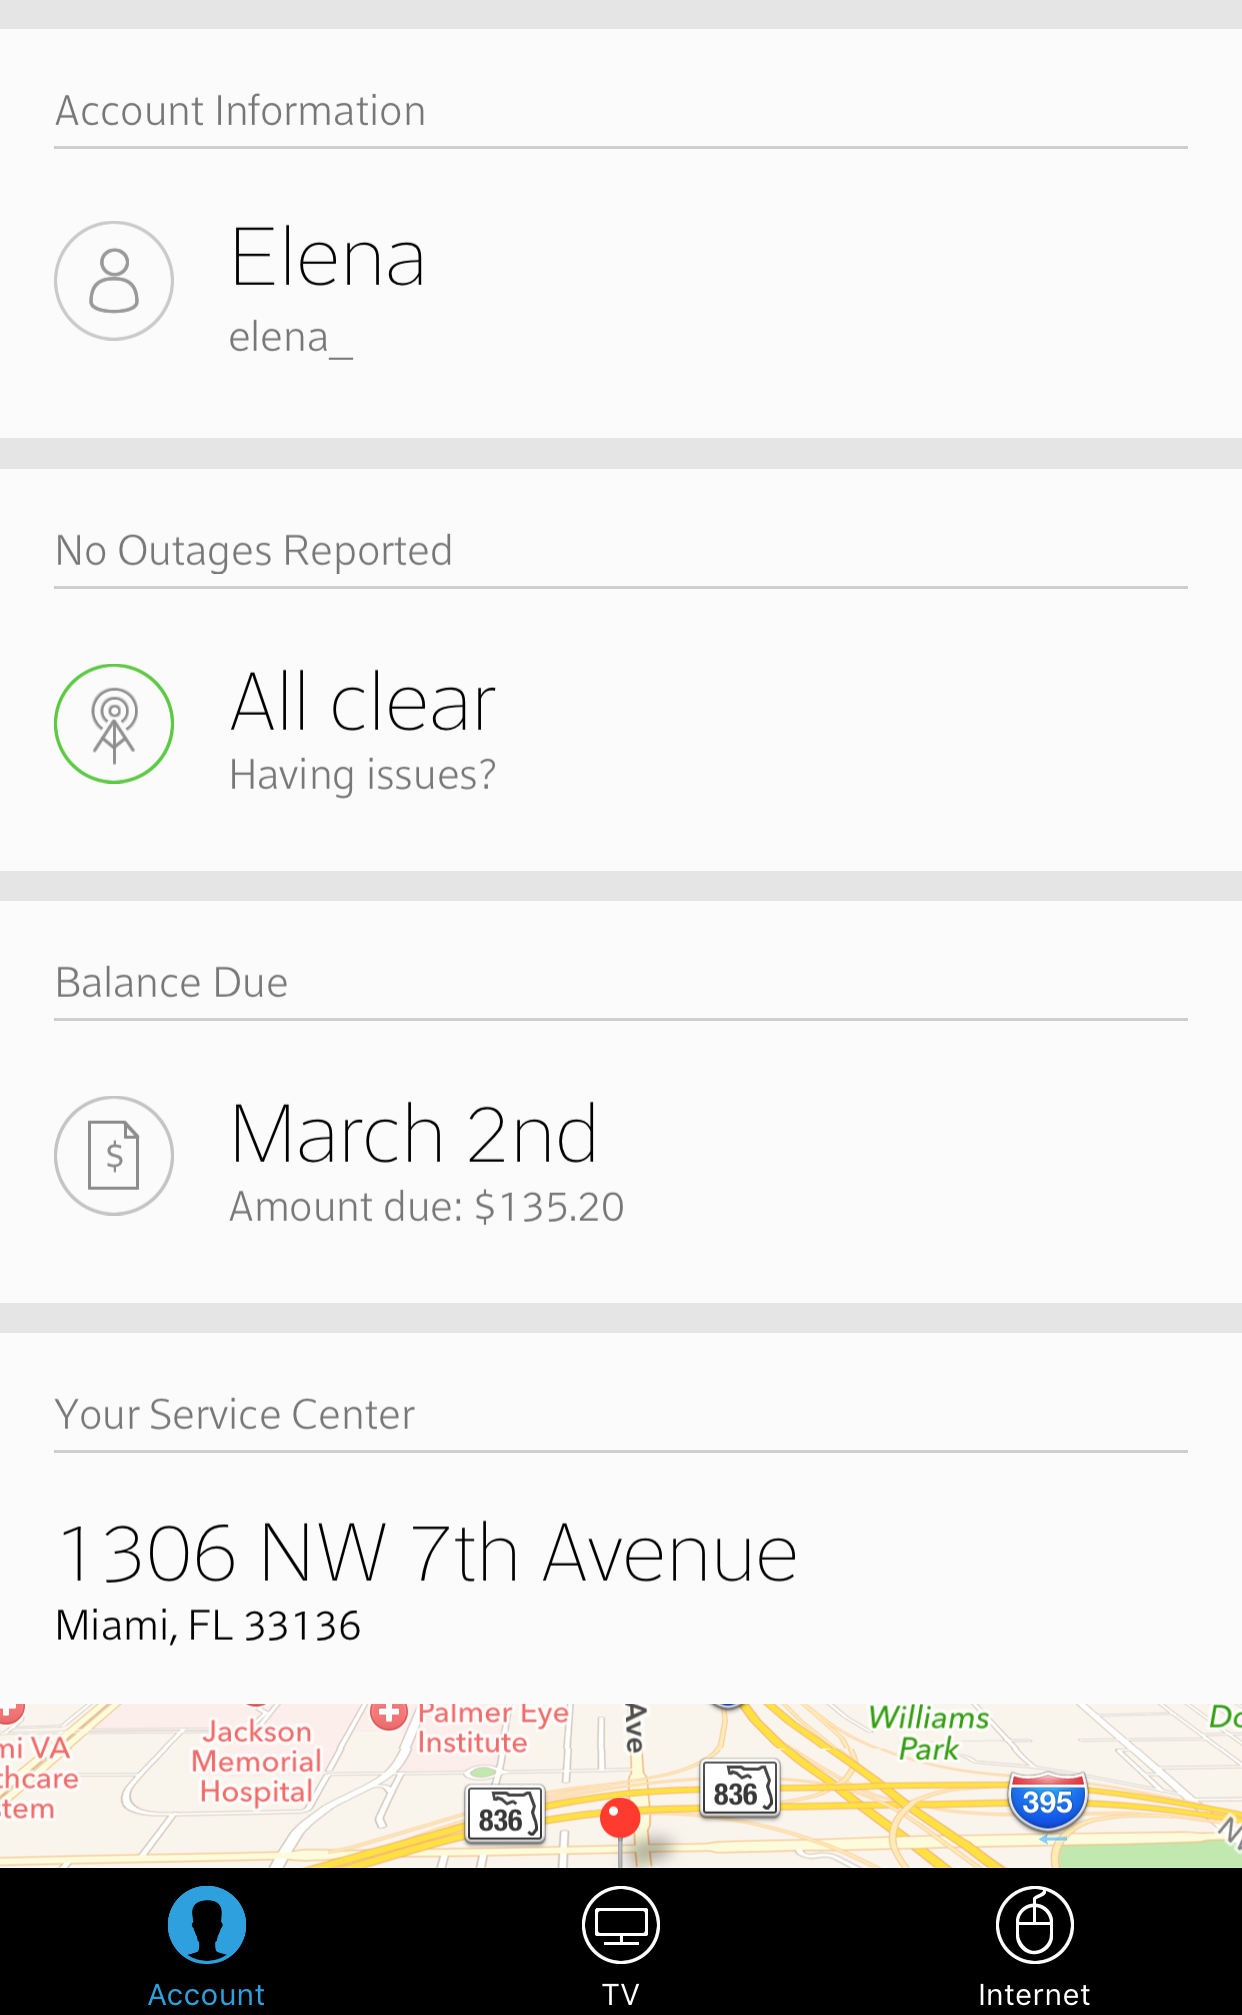 Account Information
Elena
elena_
No Outages Reported
All clear
Having issues?
Balance Due
$
March 2nd
Amount due: $135.20
Your Service Center
1306 NW 7th Avenue
Miami, FL 33136
Palmer Eye
Institute
Jackson
Memorial
Hospital
mi VA
thcare
stem
Ave
Williams
Park
Do
836
836
395
Account
TV
Internet